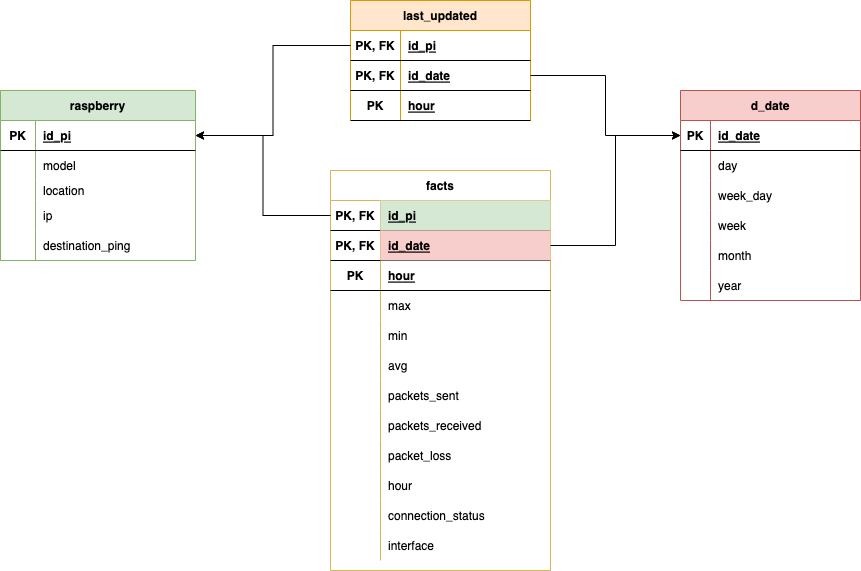 last_updated
PK, FK id_pi
PK, FK id_date
PK hour
raspberry
PK id_pi
model
location
ip
destination_ping
d_date
PK id_date
day
week_day
week
month
year
facts
PK, FK id_pi
PK, FK id_date
PK hour
max
min
avg
packets_sent
packets_received
packet_loss
hour
connection_status
interface